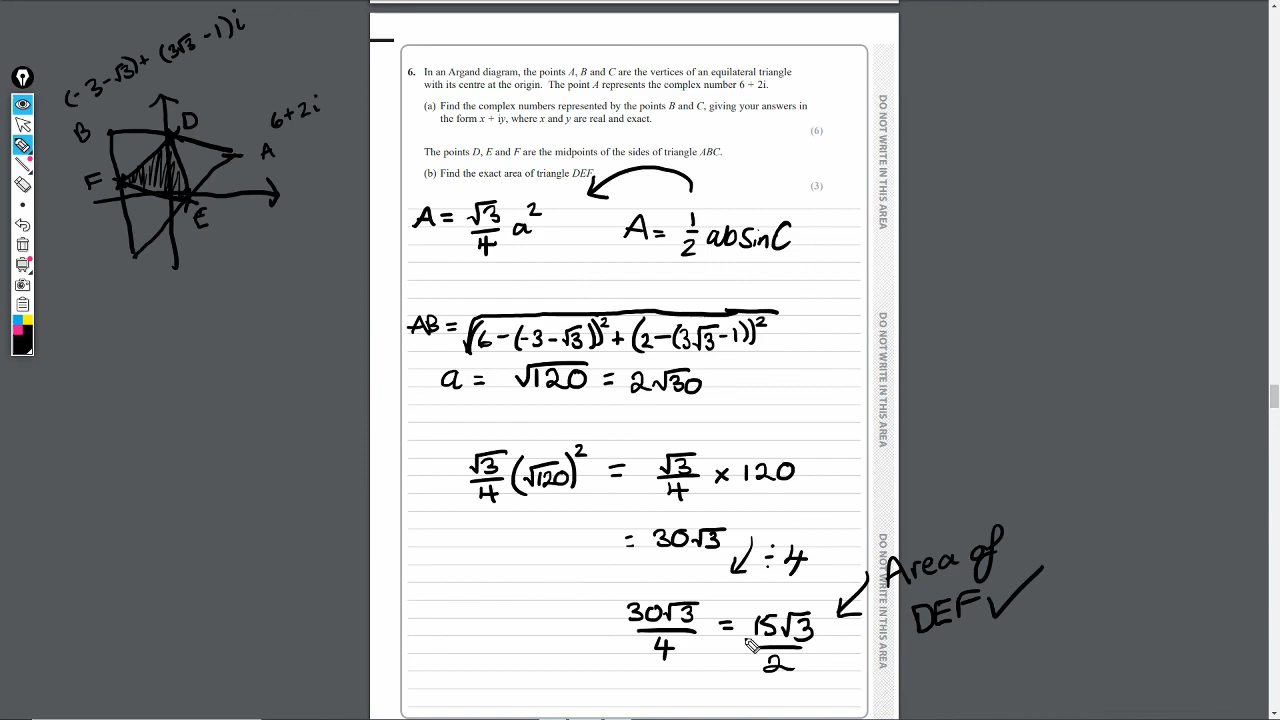 (-3-√3)+(3√3-1)i
B
D
6+2i
A
F
E
6. In an Argand diagram, the points A, B and C are the vertices of an equilateral triangle
with its centre at the origin. The point A represents the complex number 6 + 2i.
(a) Find the complex numbers represented by the points B and C, giving your answers in
the form x + iy, where x and y are real and exact.
(6)
The points D, E and F are the midpoints of the sides of triangle ABC.
(b) Find the exact area of triangle DEF.
(3)
A = √3/4 a²
A = 1/2 absinC
AB = √((6-(-3-√3))²+(2-(3√3-1))²)
a = √120 = 2√30
√3/4 (√120)² = √3/4 × 120
= 30√3
÷ 4
30√3/4 = 15√3/2
Area of
DEF ✓
DO NOT WRITE IN THIS AREA
DO NOT WRITE IN THIS AREA
DO NOT WRITE IN THIS AREA